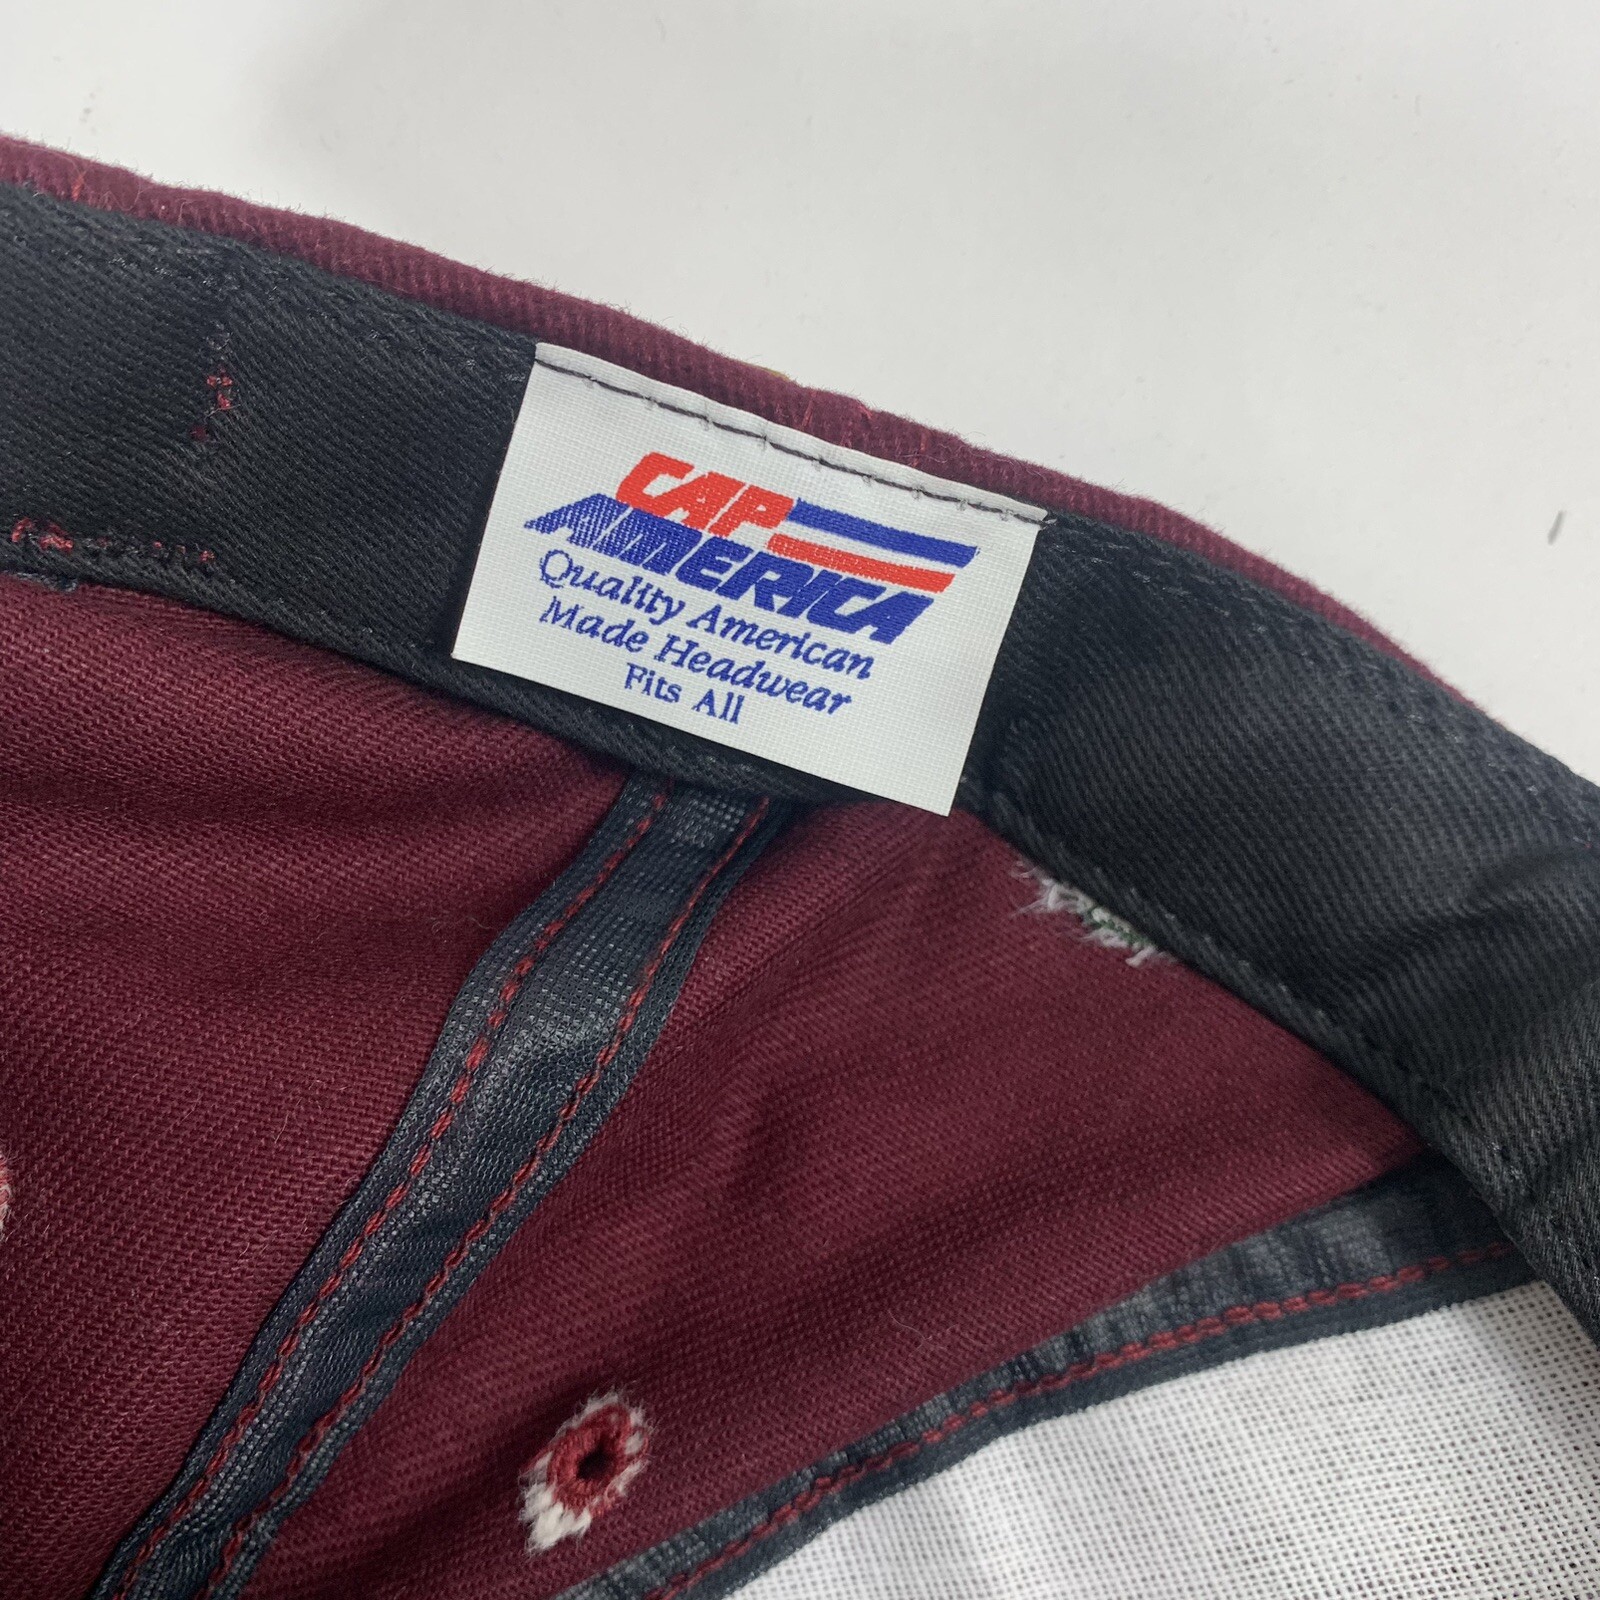 CAP
AMERICA
Quality American
Made Headwear
Fits All